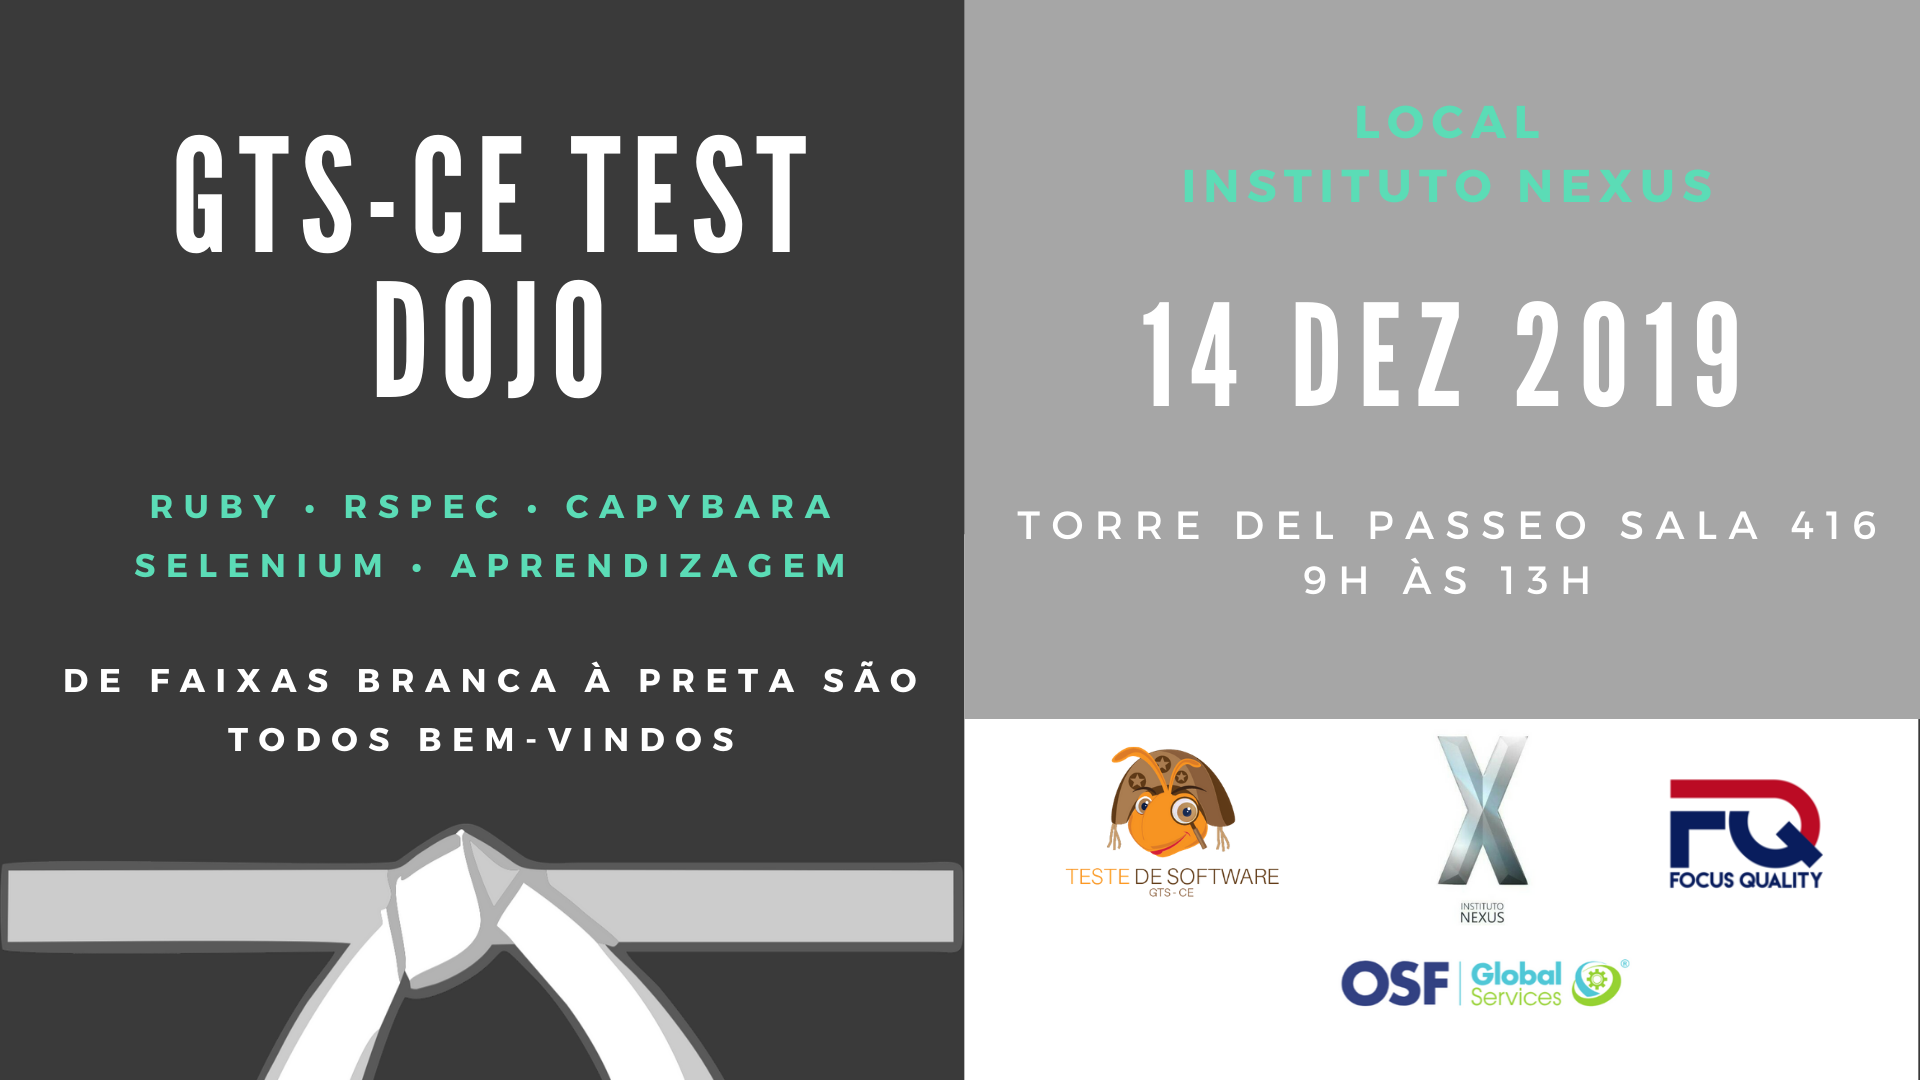 GTS-CE TEST
DOJO
RUBY • RSPEC • CAPYBARA
SELENIUM • APRENDIZAGEM
DE FAIXAS BRANCA À PRETA SÃO
TODOS BEM-VINDOS
LOCAL
INSTITUTO NEXUS
14 DEZ 2019
TORRE DEL PASSEO SALA 416
9H ÀS 13H
TESTE DE SOFTWARE
GTS - CE
X
INSTITUTO
NEXUS
FQ
FOCUS QUALITY
OSF
Global
Services
®